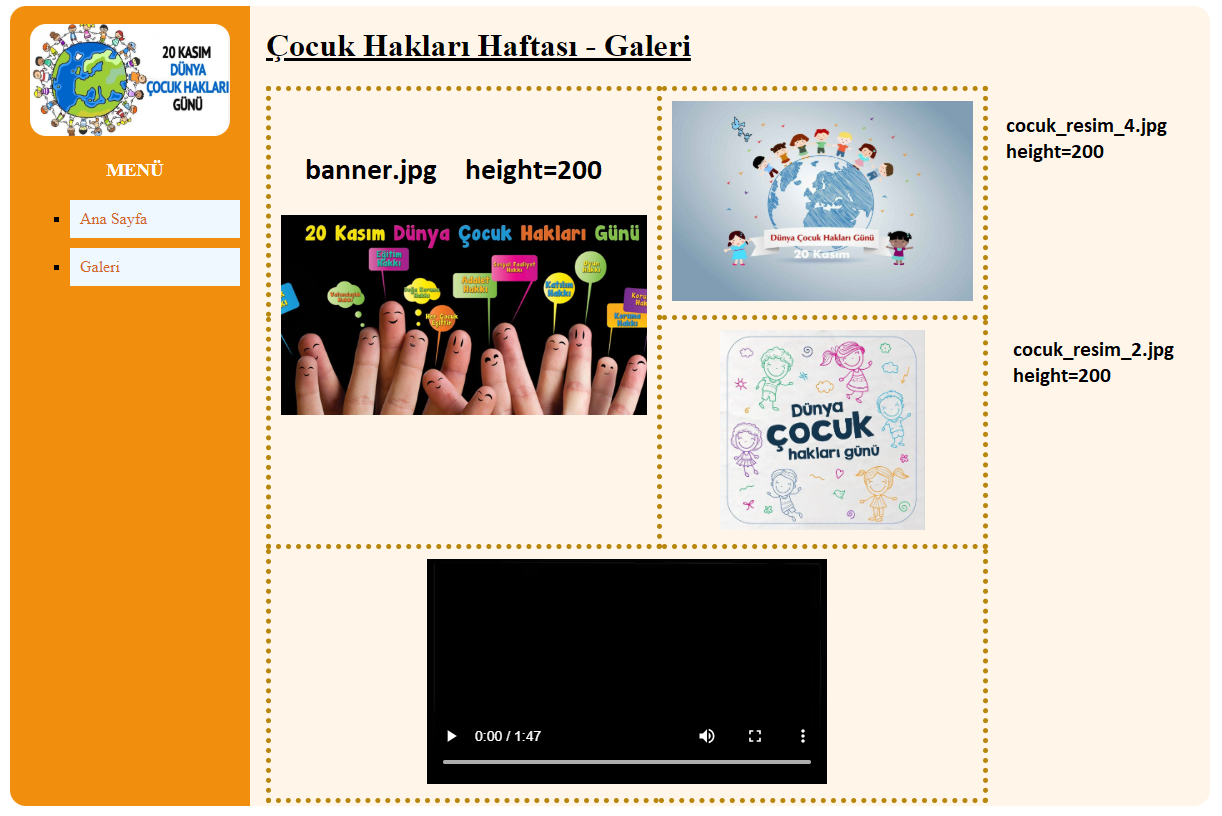 20 KASIM
DÜNYA
ÇOCUK HAKLARI
GÜNÜ
MENÜ
Ana Sayfa
Galeri
Çocuk Hakları Haftası - Galeri
banner.jpg height=200
20 Kasım Dünya Çocuk Hakları Günü
Eğitim
Hakkı
Sosyal Faaliyet
Hakkı
Oyun
Hakkı
Adalet
Hakkı
Katılım
Hakkı
Vatandaşlık
Hakkı
Her Çocuk
Eşittir
Korunma
Hakkı
Dünya Çocuk Hakları Günü
20 Kasım
cocuk_resim_4.jpg
height=200
Dünya
çocuk
hakları günü
cocuk_resim_2.jpg
height=200
0:00 / 1:47